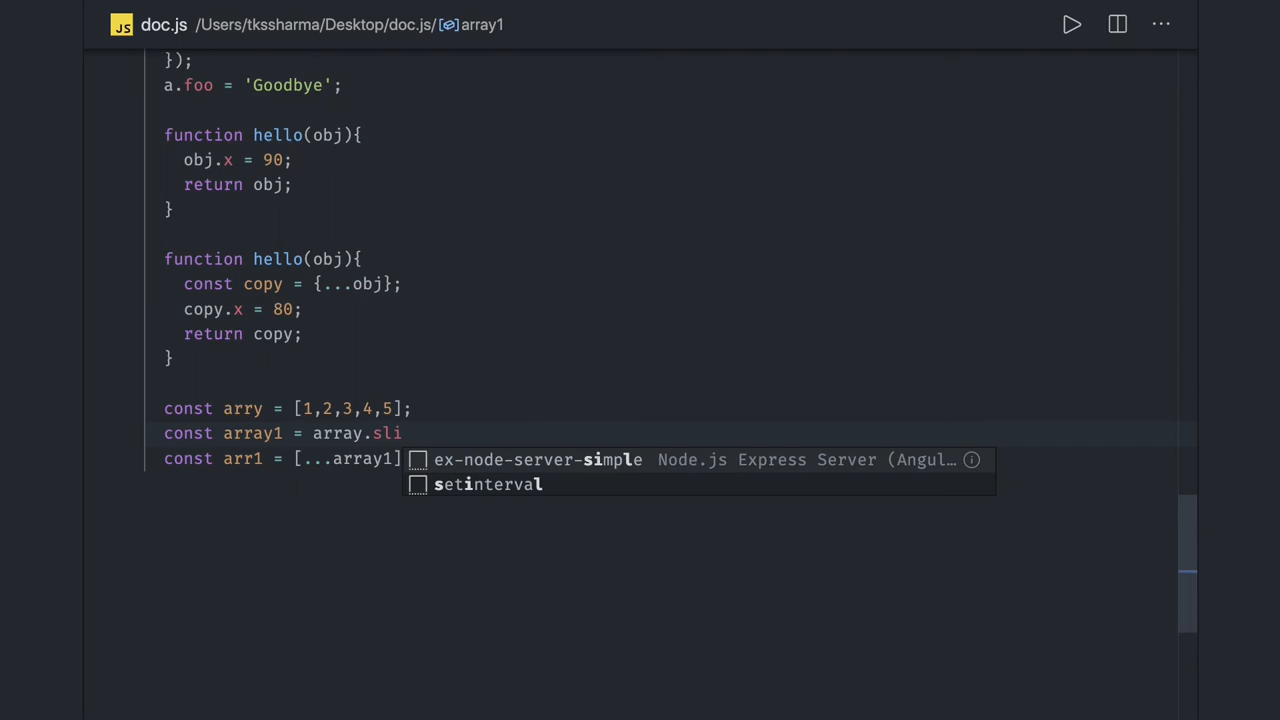 JS doc.js /Users/tkssharma/Desktop/doc.js/array1
});
a.foo = 'Goodbye';
function hello(obj){
obj.x = 90;
return obj;
}
function hello(obj){
const copy = {...obj};
copy.x = 80;
return copy;
}
const arry = [1,2,3,4,5];
const array1 = array.sli
const arr1 = [...array1]
ex-node-server-simple Node.js Express Server (Angul…
setinterval